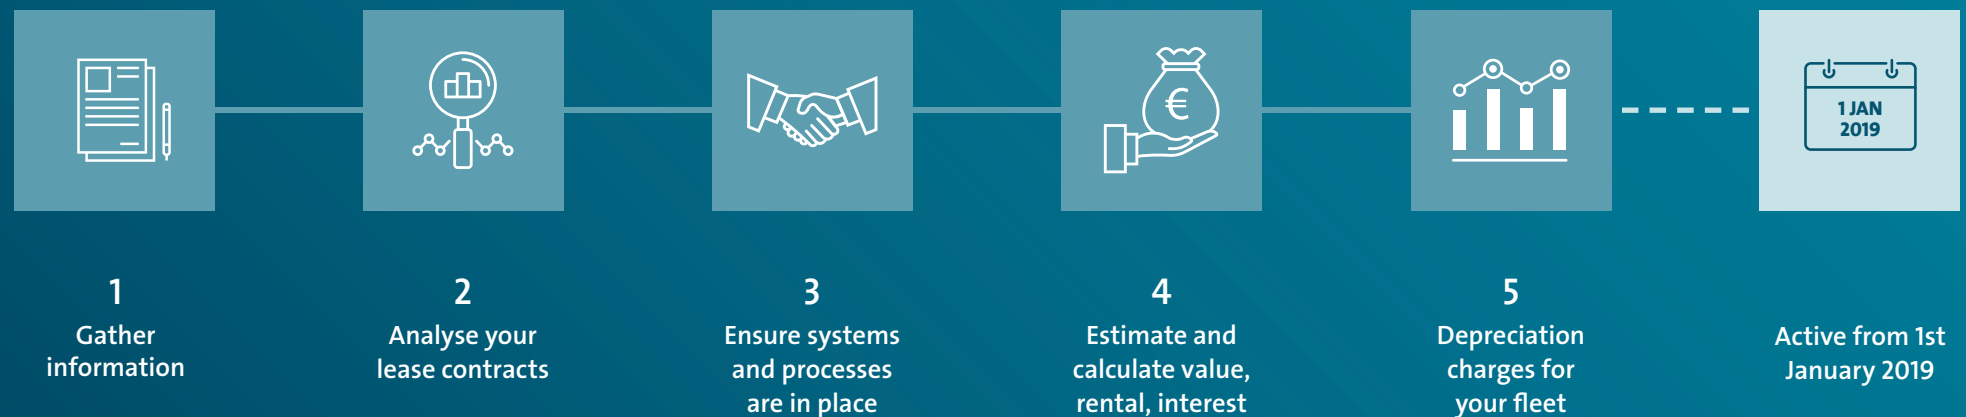 €
1 JAN
2019
1
Gather
information
2
Analyse your
lease contracts
3
Ensure systems
and processes
are in place
4
Estimate and
calculate value,
rental, interest
5
Depreciation
charges for
your fleet
Active from 1st
January 2019